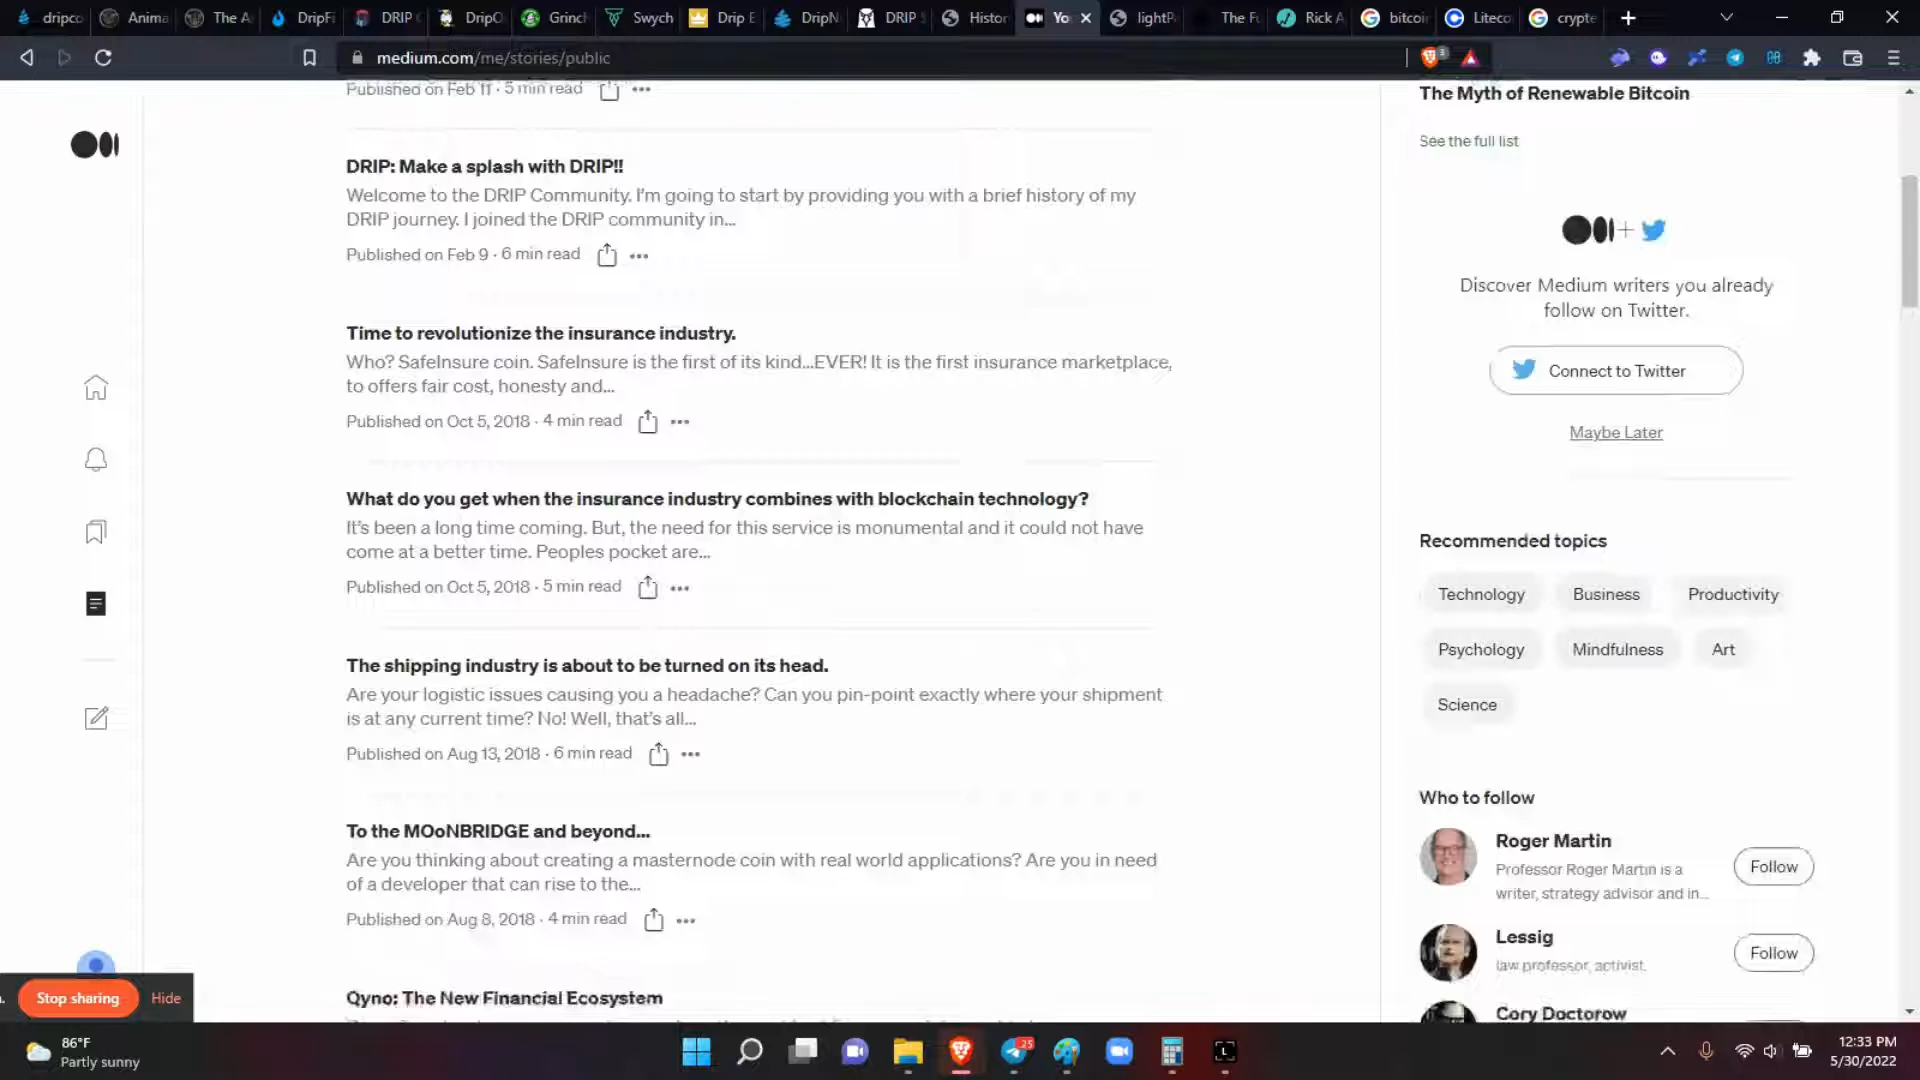 dripco
Anima
The A
DripFi
DRIP C
DripO
Grinch
Swych
Drip E
DripN
DRIP S
Histor
Yo
lightP
The Fu
Rick A
bitcoin
Liteco
crypto
medium.com/me/stories/public
3
Published on Feb 11 · 5 min read
DRIP: Make a splash with DRIP!!
Welcome to the DRIP Community. I'm going to start by providing you with a brief history of my
DRIP journey. I joined the DRIP community in...
Published on Feb 9 · 6 min read
Time to revolutionize the insurance industry.
Who? SafeInsure coin. SafeInsure is the first of its kind...EVER! It is the first insurance marketplace,
to offers fair cost, honesty and...
Published on Oct 5, 2018 · 4 min read
What do you get when the insurance industry combines with blockchain technology?
It's been a long time coming. But, the need for this service is monumental and it could not have
come at a better time. Peoples pocket are...
Published on Oct 5, 2018 · 5 min read
The shipping industry is about to be turned on its head.
Are your logistic issues causing you a headache? Can you pin-point exactly where your shipment
is at any current time? No! Well, that's all...
Published on Aug 13, 2018 · 6 min read
To the MOoNBRIDGE and beyond...
Are you thinking about creating a masternode coin with real world applications? Are you in need
of a developer that can rise to the...
Published on Aug 8, 2018 · 4 min read
Qyno: The New Financial Ecosystem
The Myth of Renewable Bitcoin
See the full list
Discover Medium writers you already
follow on Twitter.
Connect to Twitter
Maybe Later
Recommended topics
Technology
Business
Productivity
Psychology
Mindfulness
Art
Science
Who to follow
Roger Martin
Professor Roger Martin is a
writer, strategy advisor and in...
Follow
Lessig
law professor, activist.
Follow
Cory Doctorow
Stop sharing
Hide
86°F
Partly sunny
25
12:33 PM
5/30/2022